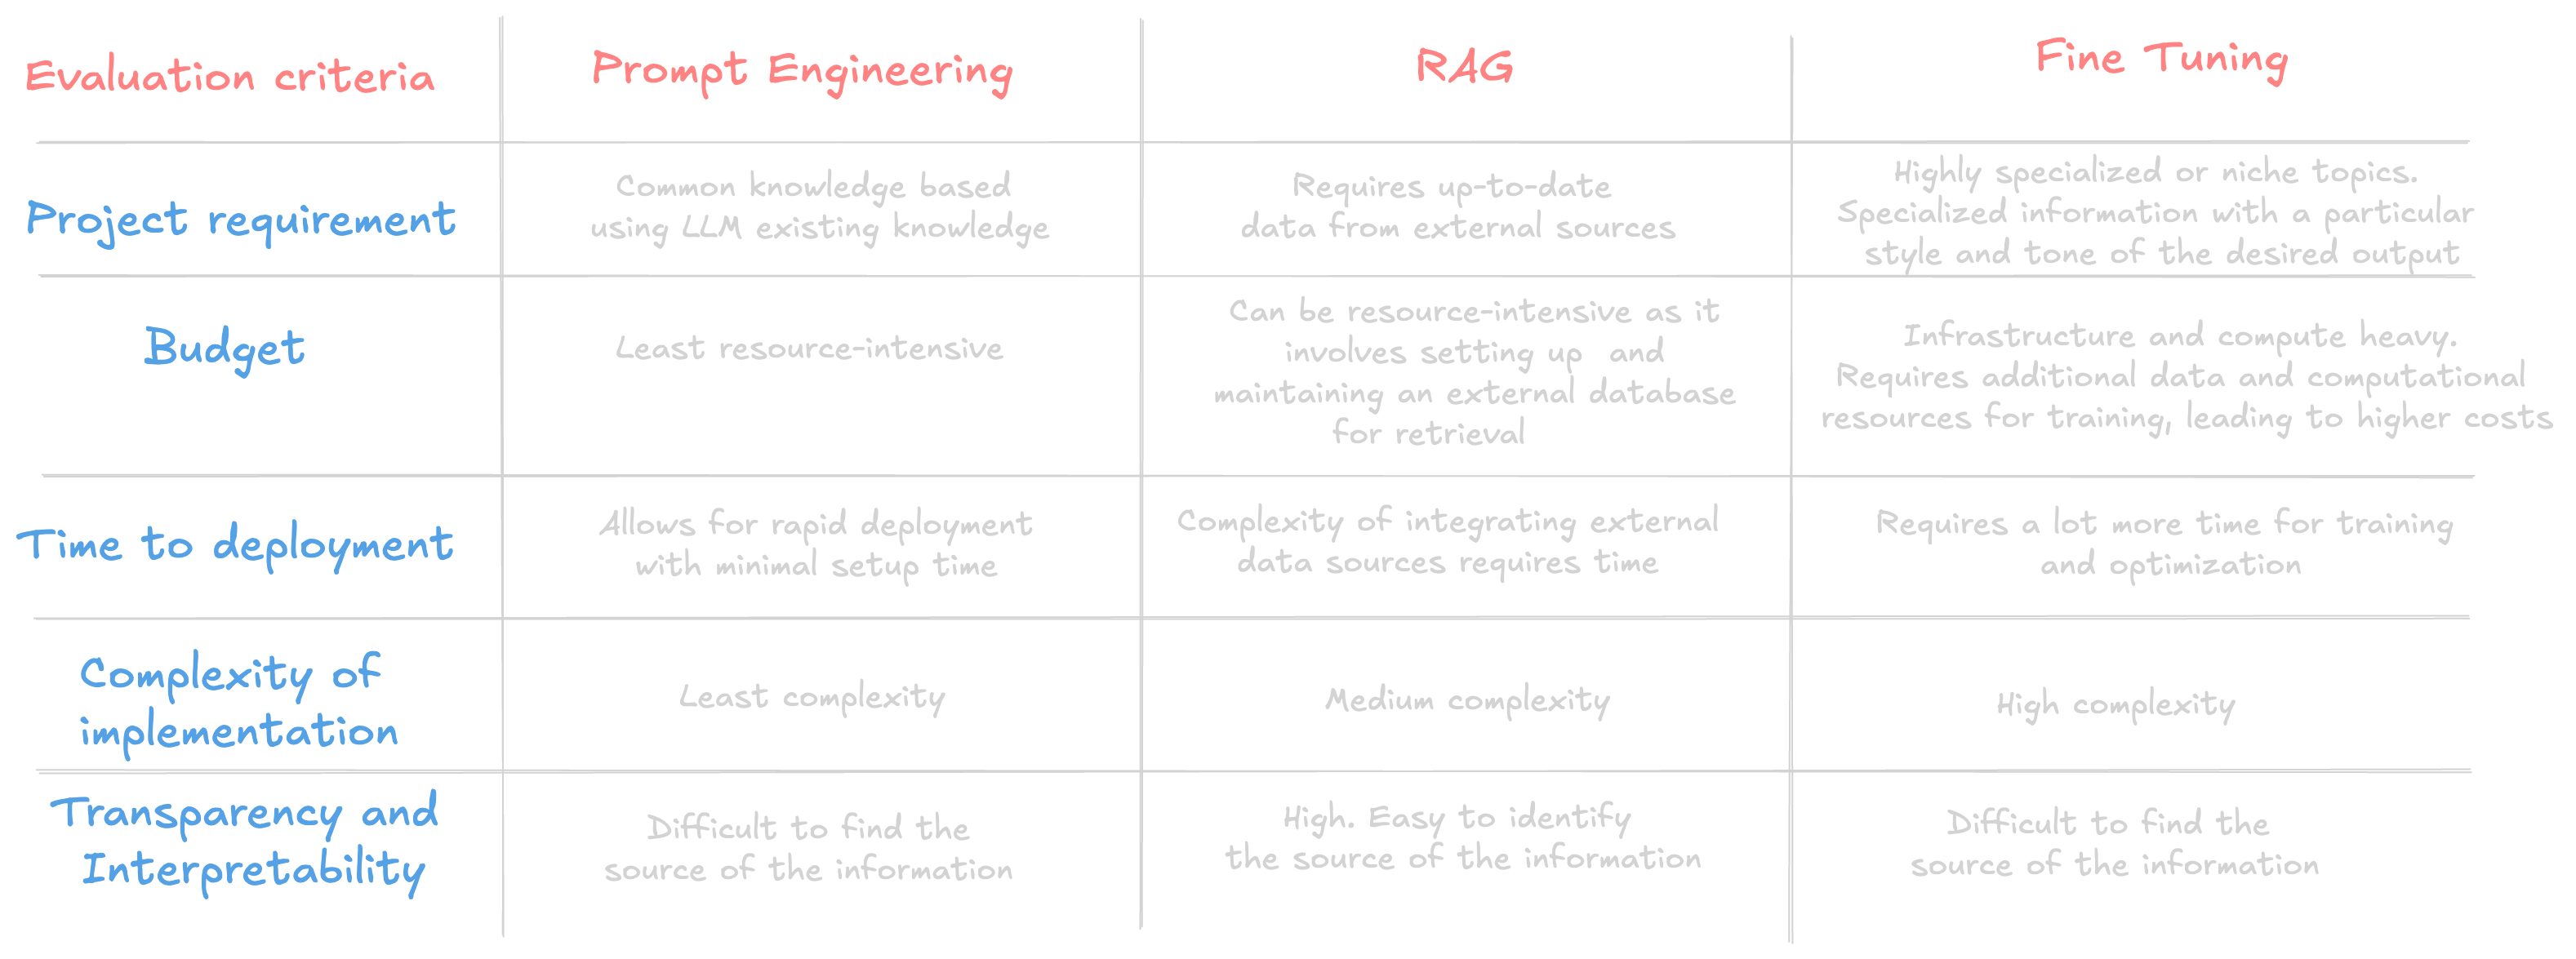 Evaluation criteria
Prompt Engineering
RAG
Fine Tuning
Project requirement
Common knowledge based
using LLM existing knowledge
Requires up-to-date
data from external sources
Highly specialized or niche topics.
Specialized information with a particular
style and tone of the desired output
Budget
Least resource-intensive
Can be resource-intensive as it
involves setting up and
maintaining an external database
for retrieval
Infrastructure and compute heavy.
Requires additional data and computational
resources for training, leading to higher costs
Time to deployment
Allows for rapid deployment
with minimal setup time
Complexity of integrating external
data sources requires time
Requires a lot more time for training
and optimization
Complexity of
implementation
Least complexity
Medium complexity
High complexity
Transparency and
Interpretability
Difficult to find the
source of the information
High. Easy to identify
the source of the information
Difficult to find the
source of the information